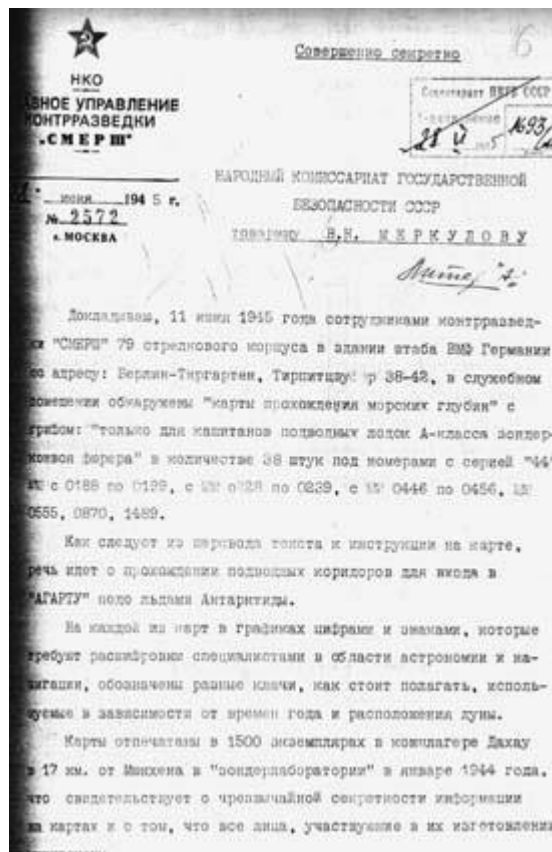 Совершенно секретно
6
НКО
АВНОЕ УПРАВЛЕНИЕ
КОНТРРАЗВЕДКИ
„СМЕРШ"
Секретариат НКГБ СССР
1693/
июня 1945 г.
№ 2572
г. МОСКВА
НАРОДНЫЙ КОМИССАРИАТ ГОСУДАРСТВЕННОЙ
БЕЗОПАСНОСТИ СССР
товарищу В.Н. МЕРКУЛОВУ
Докладываю, 11 июня 1945 года сотрудниками контрразвед-
ки "СМЕРШ" 79 стрелкового корпуса в здании штаба ВМФ Германии
по адресу: Берлин-Тиргартен, 38-42, в служебном
помещении обнаружены "карты прохождения морских глубин" с
грифом: "только для капитанов подводных лодок А-класса зондер-
конвоя фюрера" в количестве 38 штук под номерами с серией "44"
с 0188 по 0199, с по 0239, с 0446 по 0456,
0555, 0870, 1489.
Как следует из перевода текста к инструкции на карте,
речь идет о прохождении подводных коридоров для входа в
"АГАРТУ" подо льдами Антарктиды.
На каждой из карт в графиках цифрами и знаками, которые
требуют расшифровки специалистами в области астрономии и на-
вигации, обозначены разные ключи, как стоит полагать, исполь-
зуемые в зависимости от времен года и расположения луны.
Карты отпечатаны в 1500 экземплярах в концлагере Дахау
в 17 км. от Мюнхена в "зондерлаборатории" в январе 1944 года,
что свидетельствует о чрезвычайной секретности информации
на картах и о том, что все лица, участвующие в их изготовлении